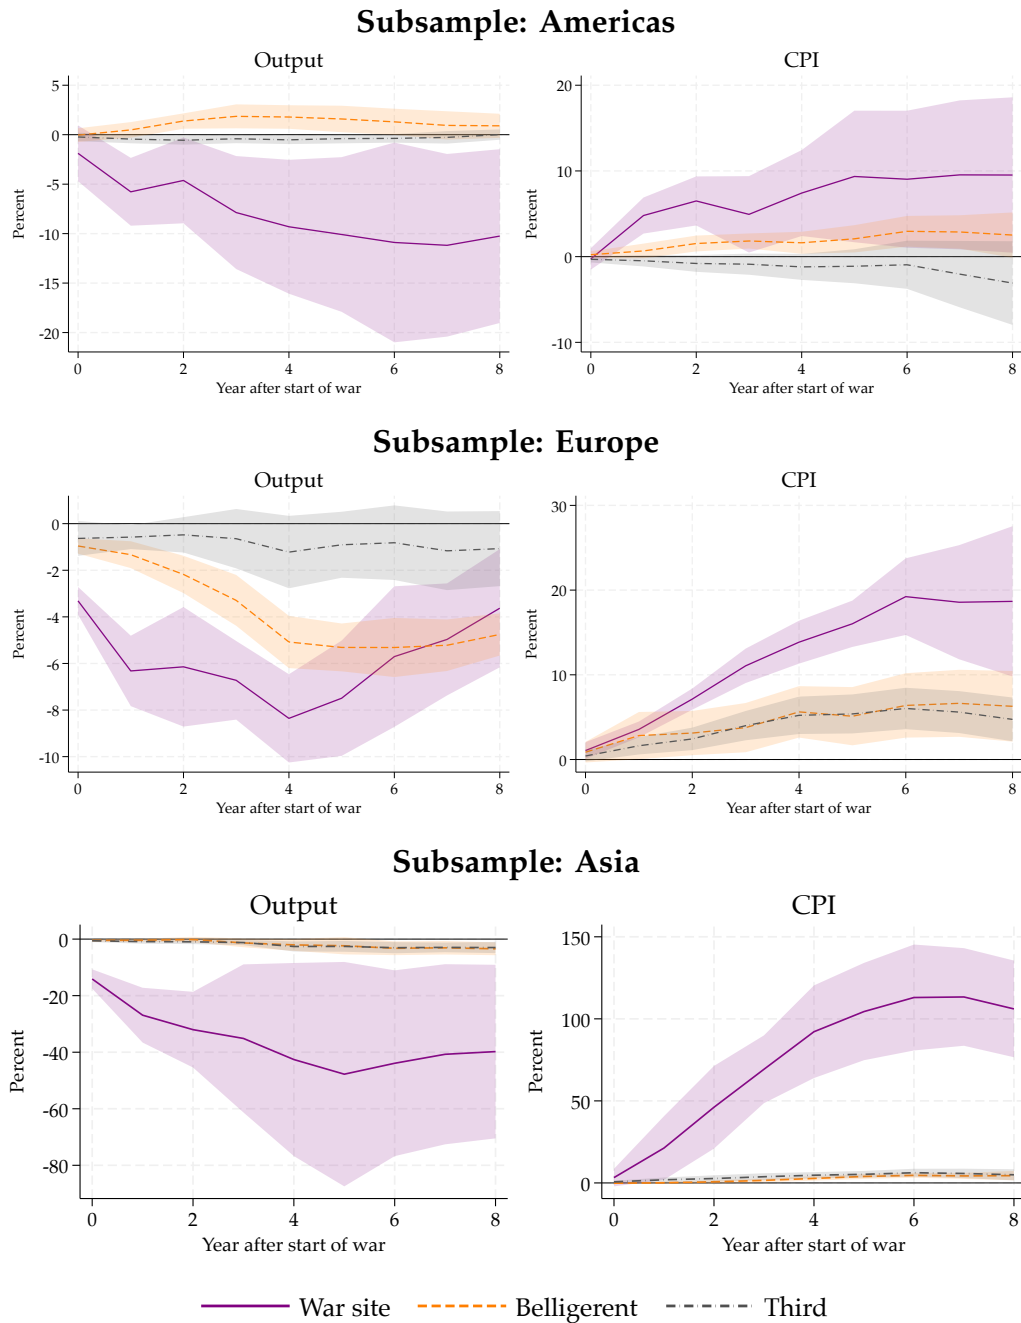 Subsample: Americas
Output
CPI
Percent
5
0
-5
-10
-15
-20
0 2 4 6 8
Year after start of war
Percent
20
10
0
-10
0 2 4 6 8
Year after start of war
Subsample: Europe
Output
CPI
Percent
0
-2
-4
-6
-8
-10
0 2 4 6 8
Year after start of war
Percent
30
20
10
0
0 2 4 6 8
Year after start of war
Subsample: Asia
Output
CPI
Percent
0
-20
-40
-60
-80
0 2 4 6 8
Year after start of war
Percent
150
100
50
0
0 2 4 6 8
Year after start of war
War site Belligerent Third